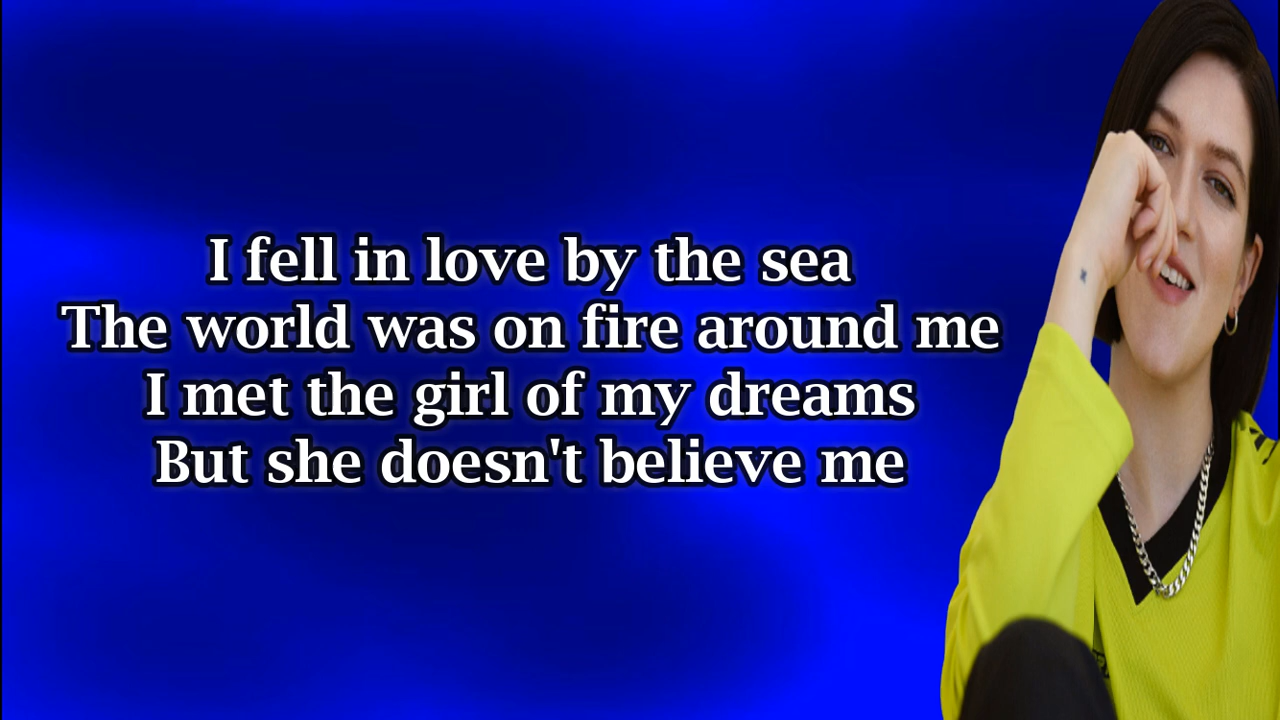 I fell in love by the sea
The world was on fire around me
I met the girl of my dreams
But she doesn't believe me